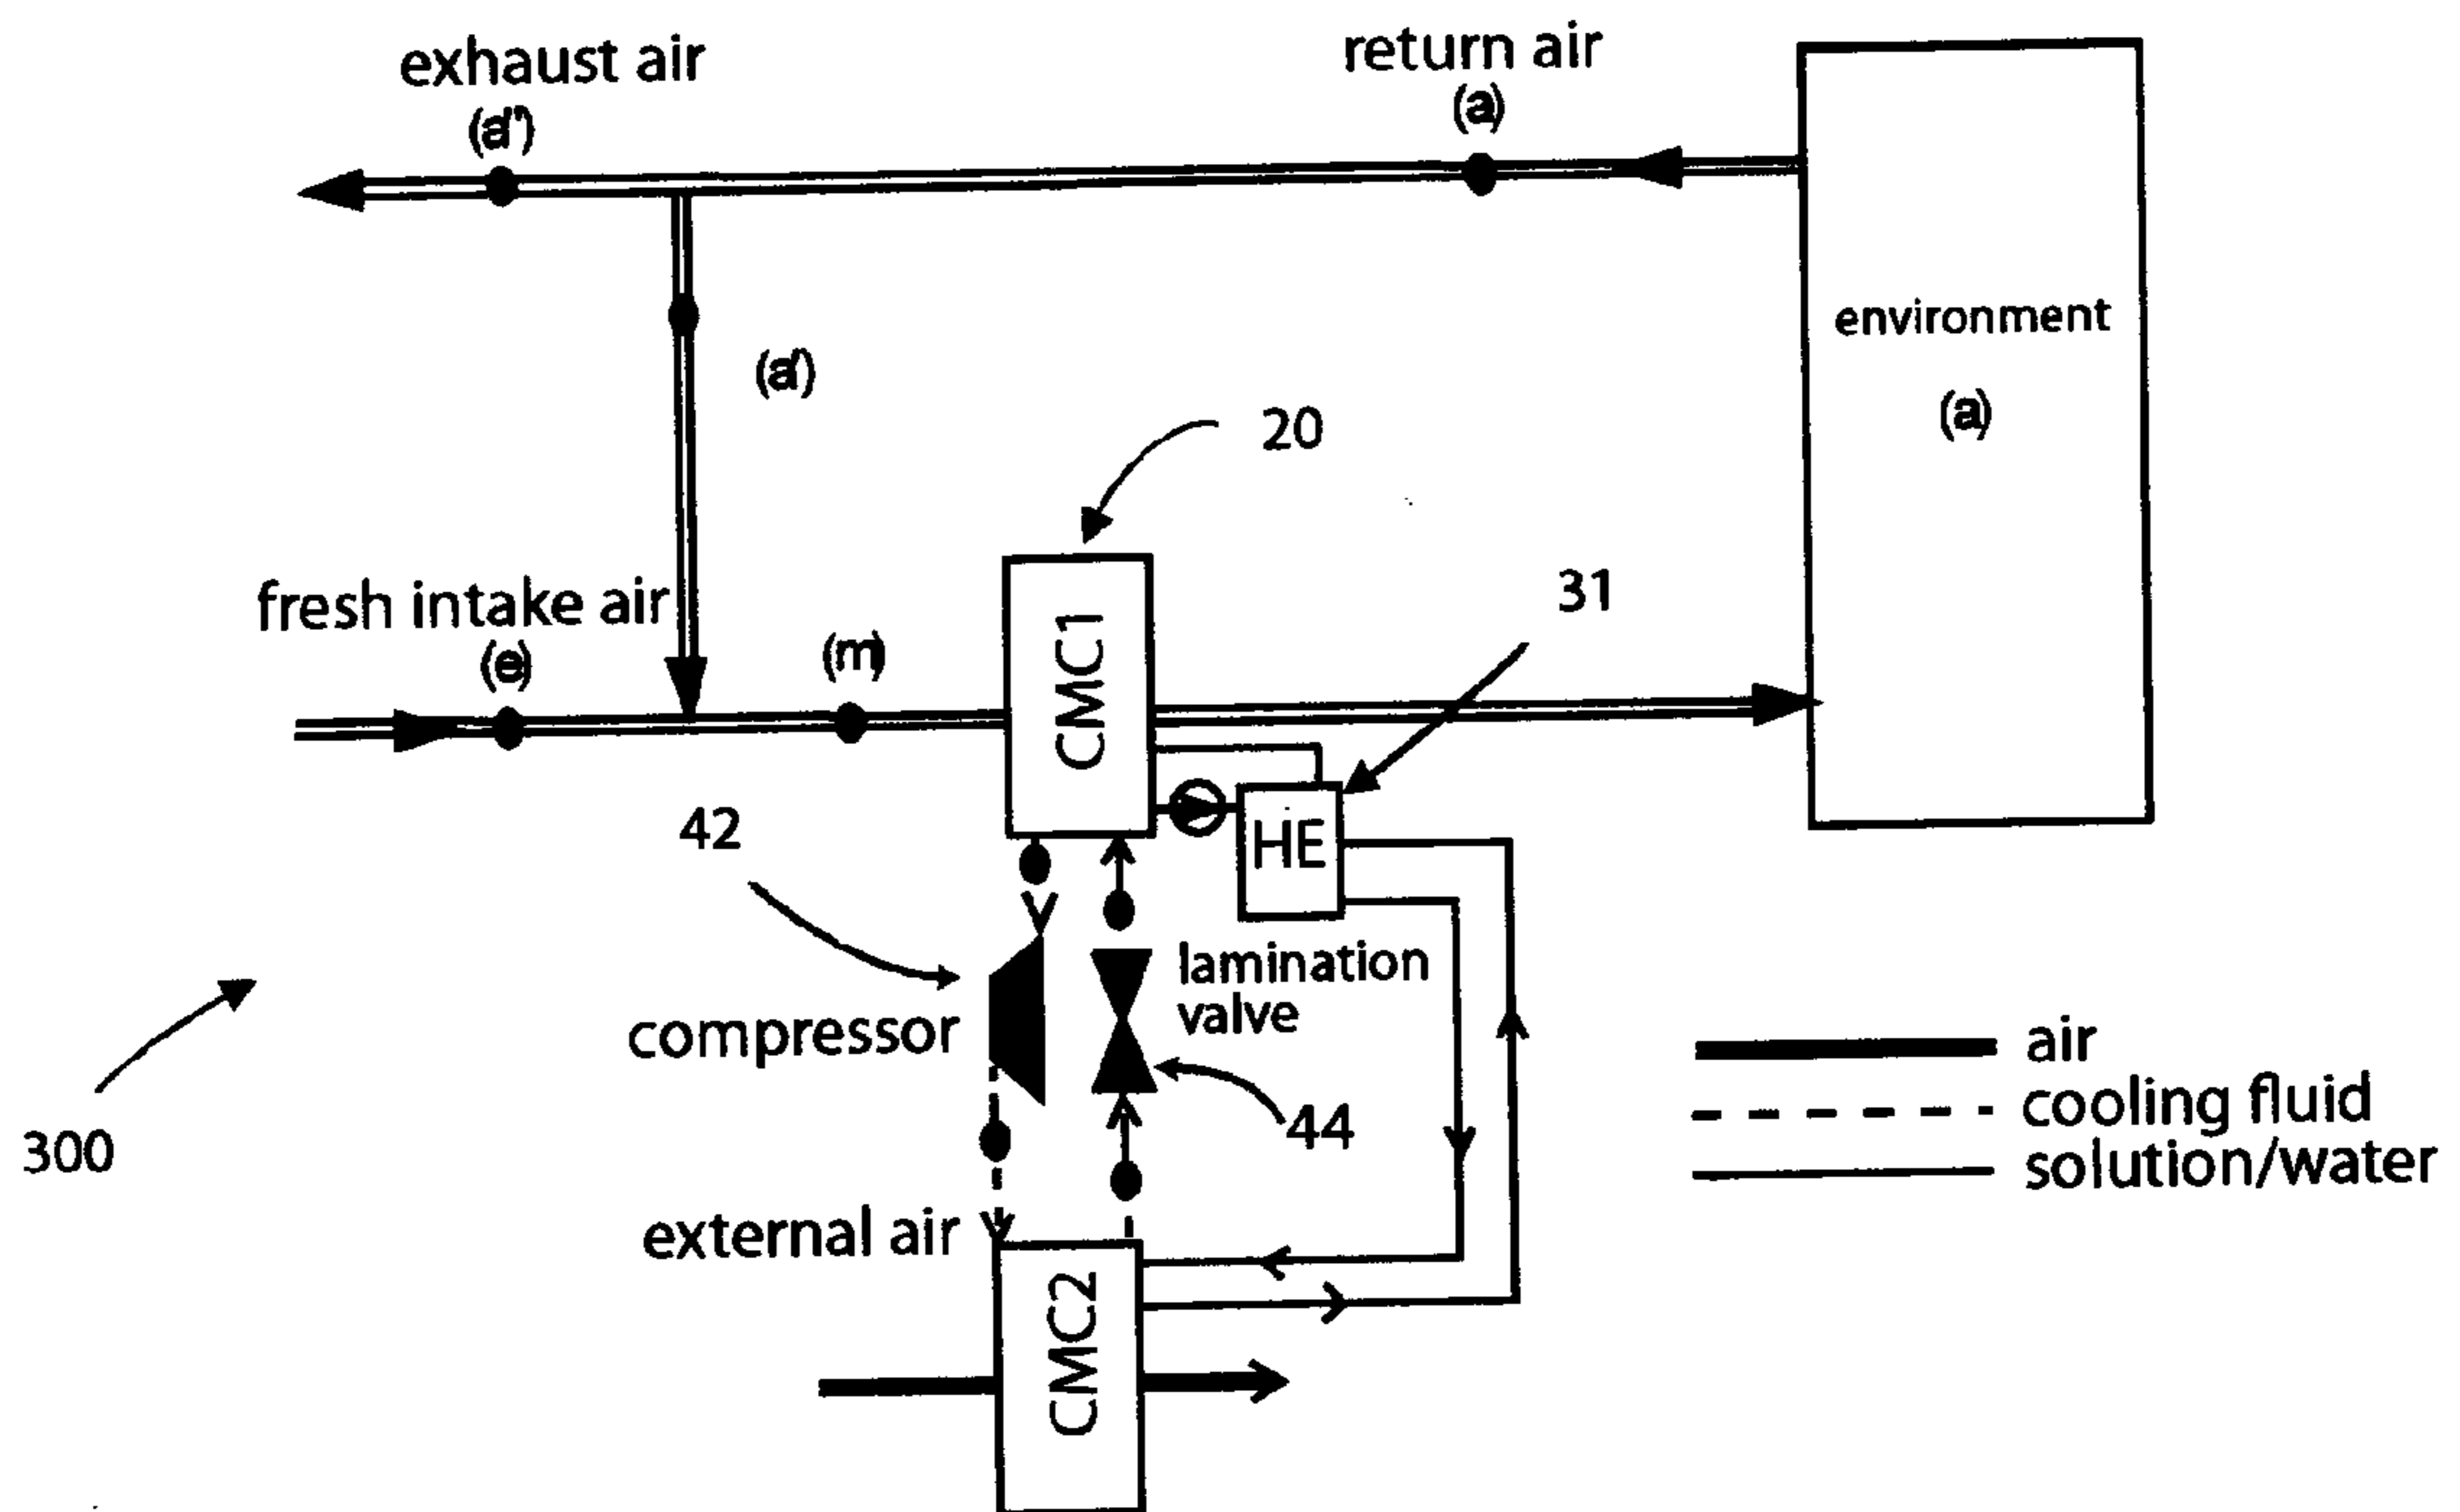 exhaust air
(a")
return air
(a)
environment
(a)
(a')
20
fresh intake air
(e)
(m)
CMC1
31
42
HE
lamination
valve
compressor
44
300
air
cooling fluid
solution/water
external air
CMC2